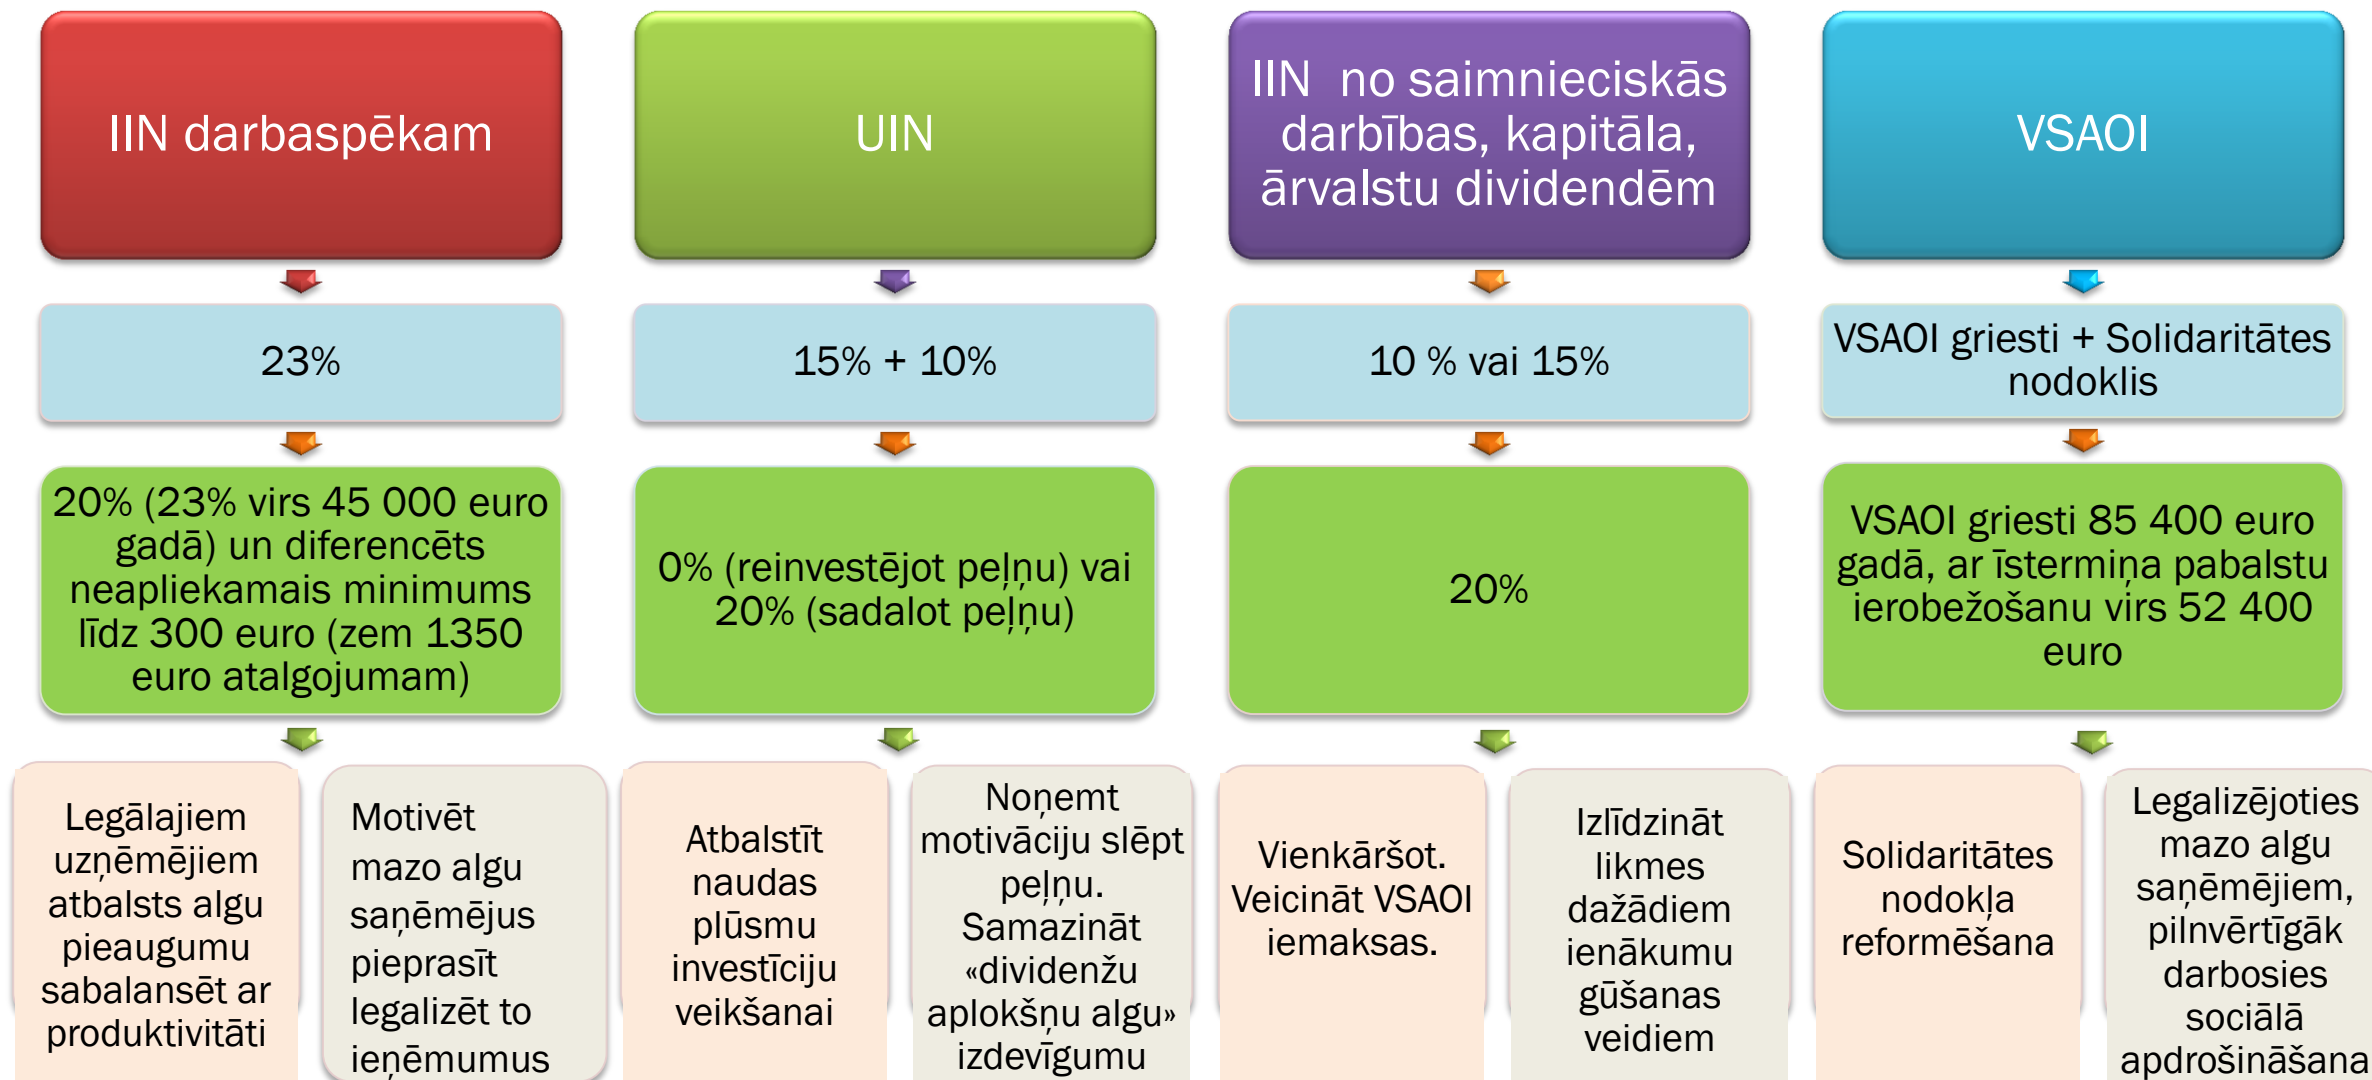 IIN darbaspēkam
UIN
IIN no saimnieciskās
darbības, kapitāla,
ārvalstu dividendēm
VSAOI
23%
15% + 10%
10 % vai 15%
VSAOI griesti + Solidaritātes
nodoklis
20% (23% virs 45 000 euro
gadā) un diferencēts
neapliekamais minimums
līdz 300 euro (zem 1350
euro atalgojumam)
0% (reinvestējot peļņu) vai
20% (sadalot peļņu)
20%
VSAOI griesti 85 400 euro
gadā, ar īstermiņa pabalstu
ierobežošanu virs 52 400
euro
Legālajiem
uzņēmējiem
atbalsts algu
pieaugumu
sabalansēt ar
produktivitāti
Motivēt
mazo algu
saņēmējus
pieprasīt
legalizēt to
ieņēmumus
Atbalstīt
naudas
plūsmu
investīciju
veikšanai
Noņemt
motivāciju slēpt
peļņu.
Samazināt
«dividenžu
aplokšņu algu»
izdevīgumu
Vienkāršot.
Veicināt VSAOI
iemaksas.
Izlīdzināt
likmes
dažādiem
ienākumu
gūšanas
veidiem
Solidaritātes
nodokļa
reformēšana
Legalizējoties
mazo algu
saņēmējiem,
pilnvērtīgāk
darbosies
sociālā
apdrošināšana